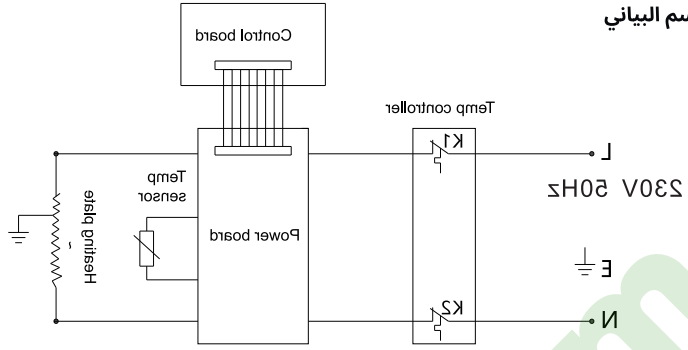 سم البياني
Control board
Temp controller
K1
L
Temp
sensor
230V 50Hz
Heating plate
~
Power board
E
K2
N